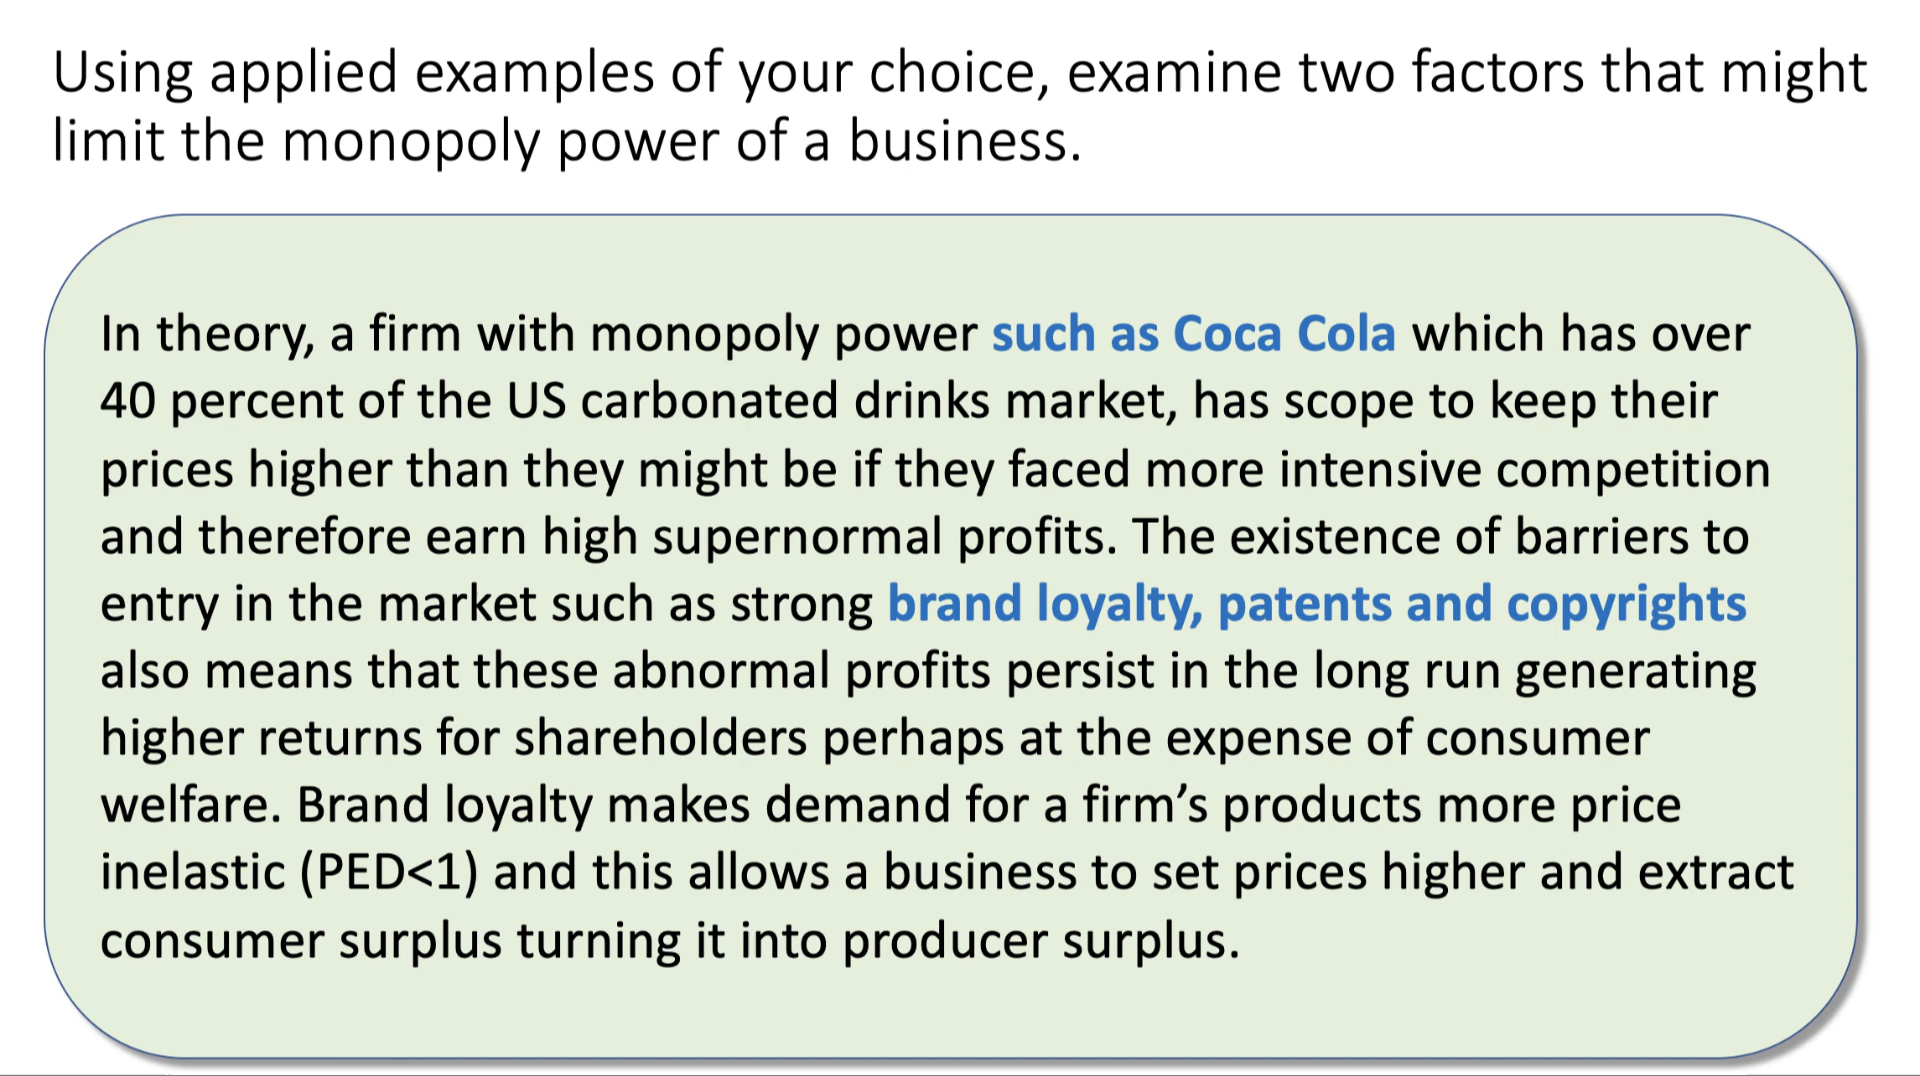 Using applied examples of your choice, examine two factors that might
limit the monopoly power of a business.
In theory, a firm with monopoly power such as Coca Cola which has over
40 percent of the US carbonated drinks market, has scope to keep their
prices higher than they might be if they faced more intensive competition
and therefore earn high supernormal profits. The existence of barriers to
entry in the market such as strong brand loyalty, patents and copyrights
also means that these abnormal profits persist in the long run generating
higher returns for shareholders perhaps at the expense of consumer
welfare. Brand loyalty makes demand for a firm’s products more price
inelastic (PED<1) and this allows a business to set prices higher and extract
consumer surplus turning it into producer surplus.